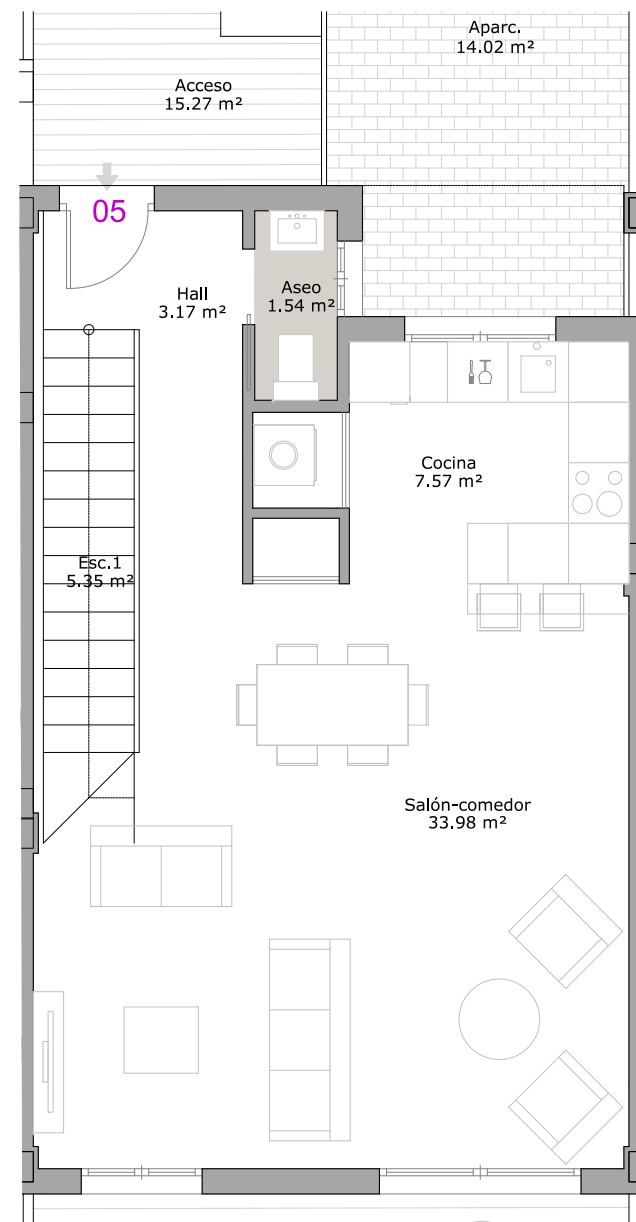 Aparc.
14.02 m²
Acceso
15.27 m²
05
Hall
3.17 m²
Aseo
1.54 m²
Cocina
7.57 m²
Esc.1
5.35 m²
Salón-comedor
33.98 m²